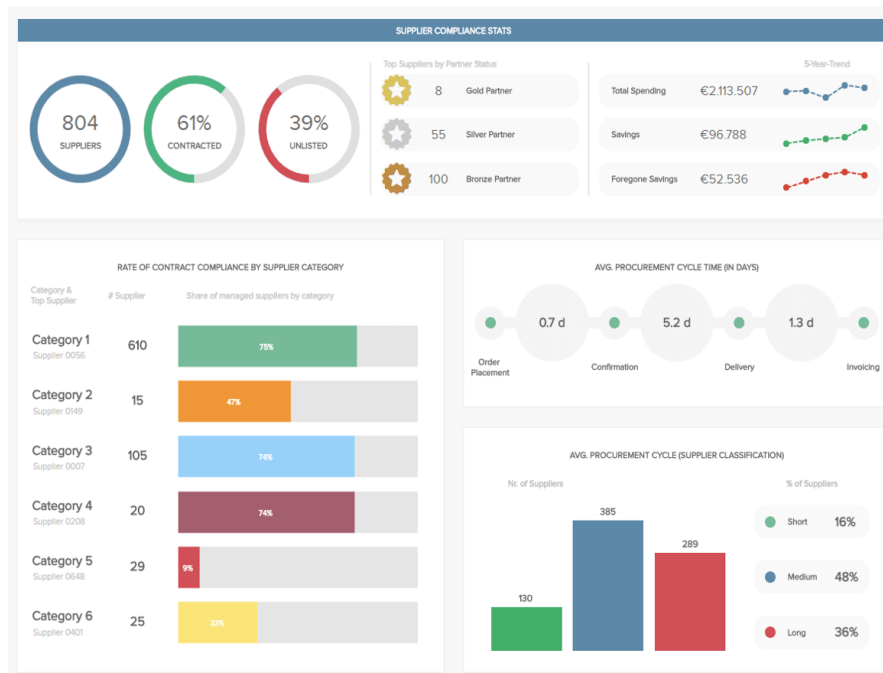 SUPPLIER COMPLIANCE STATS
804
SUPPLIERS
61%
CONTRACTED
39%
UNLISTED
Top Suppliers by Partner Status
8 Gold Partner
55 Silver Partner
100 Bronze Partner
5-Year-Trend
Total Spending €2.113.507
Savings €96.788
Foregone Savings €52.536
RATE OF CONTRACT COMPLIANCE BY SUPPLIER CATEGORY
Category &
Top Supplier
# Supplier
Share of managed suppliers by category
Category 1
Supplier 0056
610
75%
Category 2
Supplier 0149
15
47%
Category 3
Supplier 0007
105
74%
Category 4
Supplier 0208
20
74%
Category 5
Supplier 0648
29
9%
Category 6
Supplier 0401
25
33%
AVG. PROCUREMENT CYCLE TIME (IN DAYS)
0.7 d
5.2 d
1.3 d
Order
Placement
Confirmation
Delivery
Invoicing
AVG. PROCUREMENT CYCLE (SUPPLIER CLASSIFICATION)
Nr. of Suppliers
130
385
289
% of Suppliers
Short 16%
Medium 48%
Long 36%